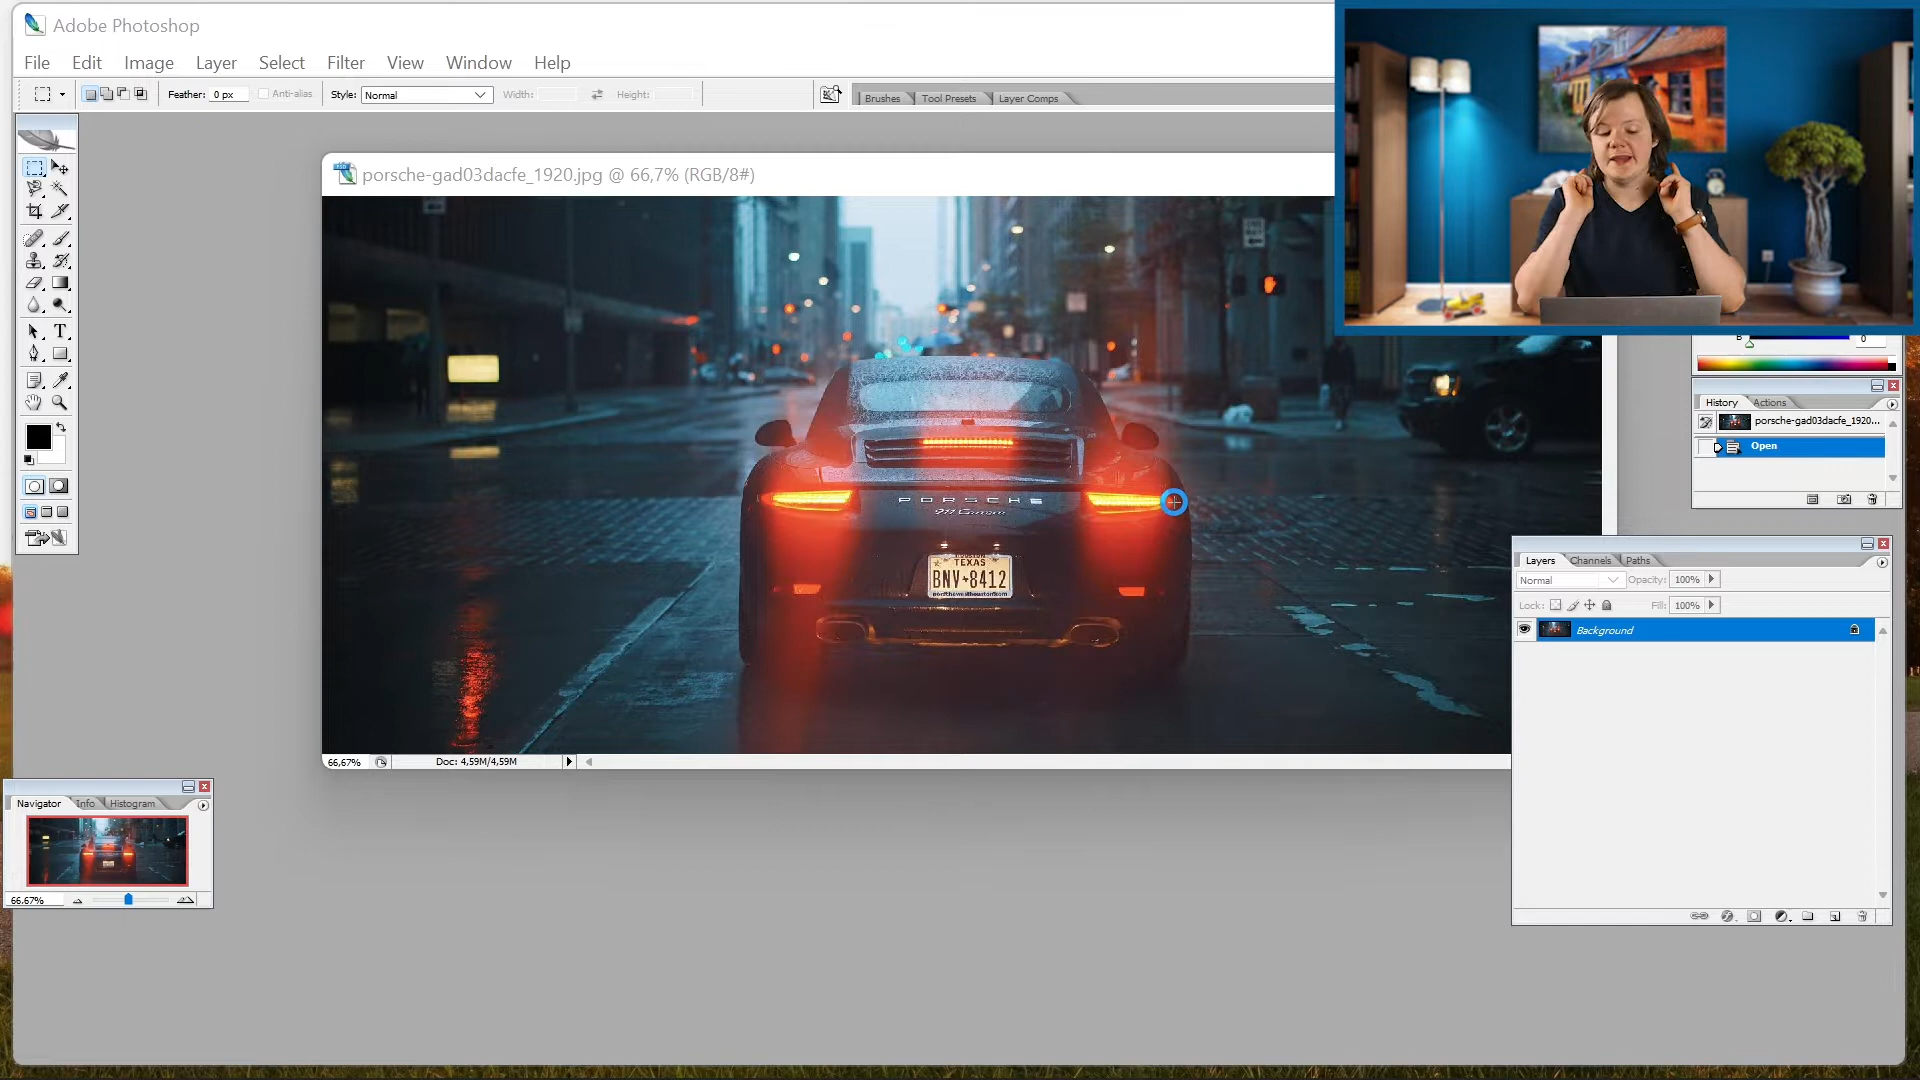 Adobe Photoshop
File Edit Image Layer Select Filter View Window Help
Feather: 0 px Anti-alias Style: Normal Width: Height: Brushes Tool Presets Layer Comps
porsche-gad03dacfe_1920.jpg @ 66,7% (RGB/8#)
PORSCHE
TEXAS
BNV 8412
66,67% Doc: 4,59M/4,59M
B 0
History Actions
porsche-gad03dacfe_1920...
Open
Layers Channels Paths
Normal Opacity: 100%
Lock: Fill: 100%
Background
Navigator Info Histogram
66.67%